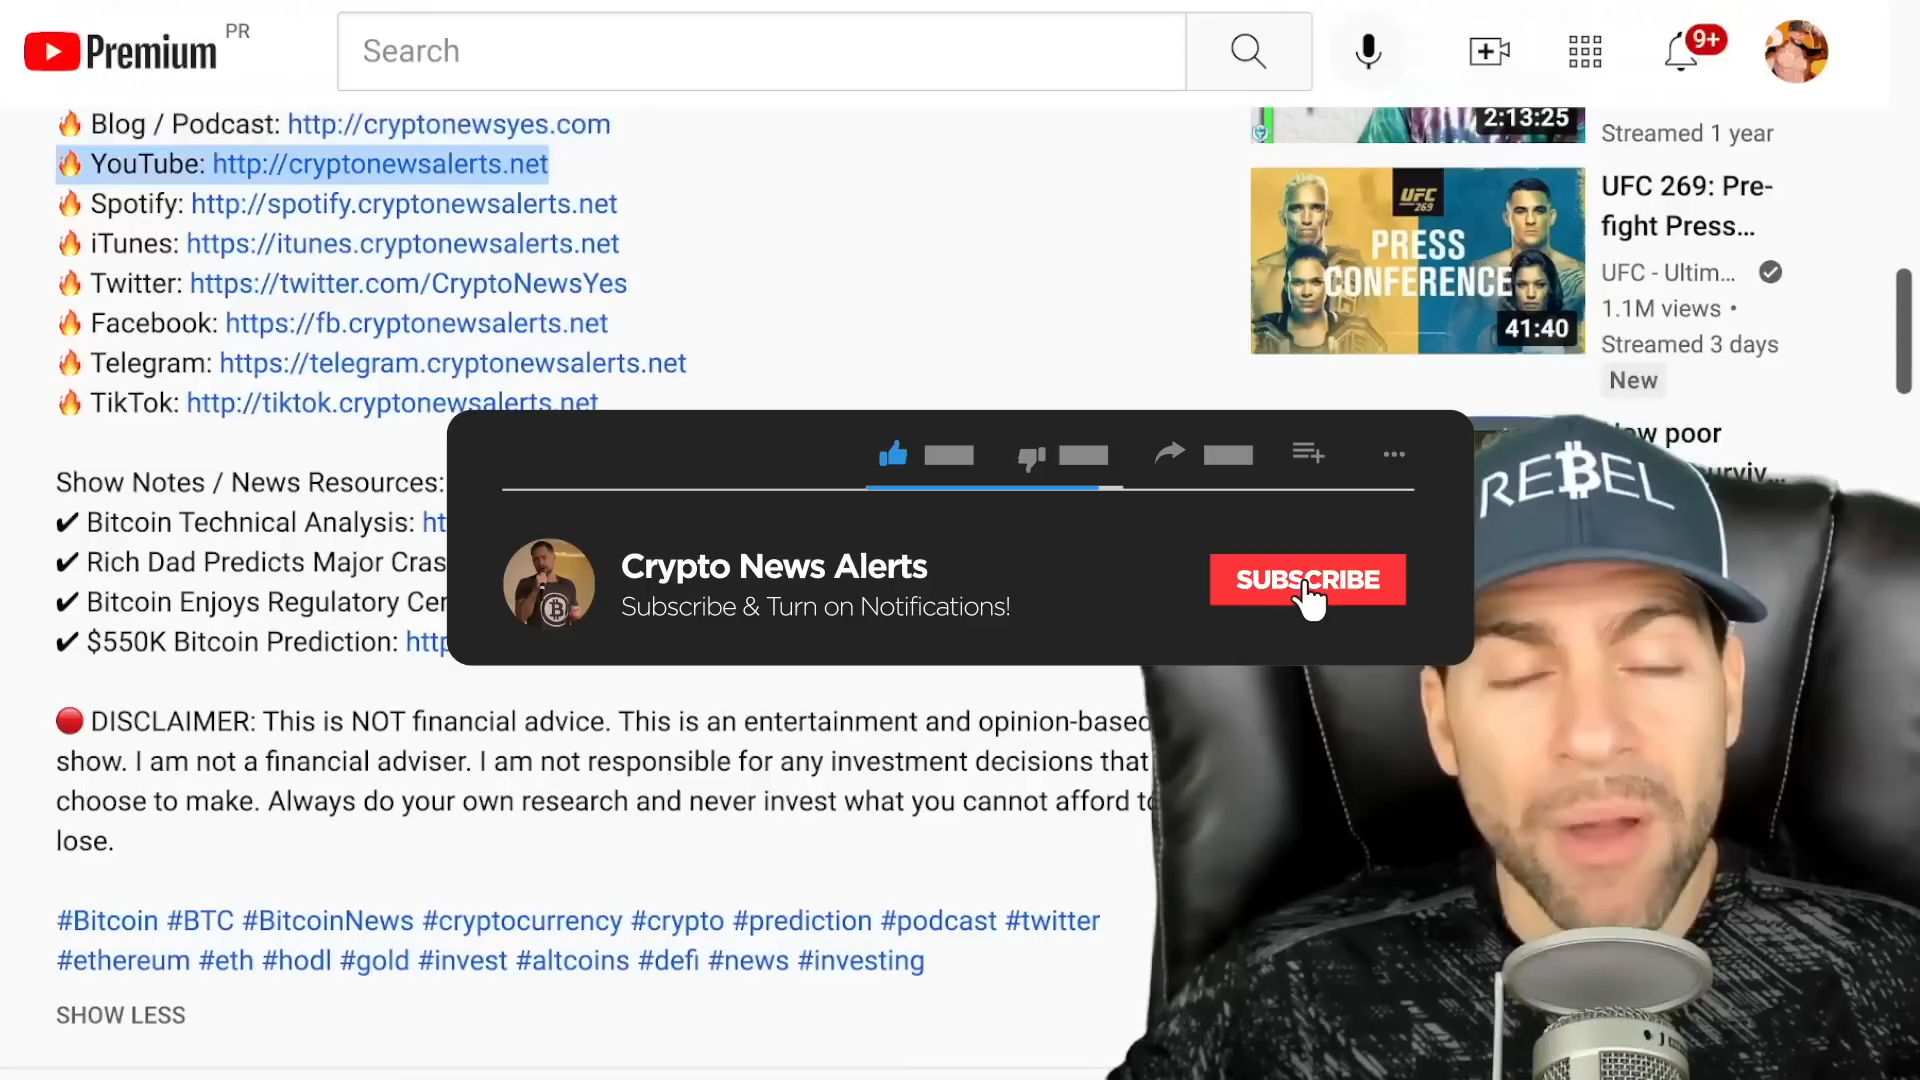 Premium PR
Search
9+
🔥 Blog / Podcast: http://cryptonewsyes.com
🔥 YouTube: http://cryptonewsalerts.net
🔥 Spotify: http://spotify.cryptonewsalerts.net
🔥 iTunes: https://itunes.cryptonewsalerts.net
🔥 Twitter: https://twitter.com/CryptoNewsYes
🔥 Facebook: https://fb.cryptonewsalerts.net
🔥 Telegram: https://telegram.cryptonewsalerts.net
🔥 TikTok: http://tiktok.cryptonewsalerts.net
Show Notes / News Resources:
✔ Bitcoin Technical Analysis: ht
✔ Rich Dad Predicts Major Cras
✔ Bitcoin Enjoys Regulatory Cer
✔ $550K Bitcoin Prediction: http
🔴 DISCLAIMER: This is NOT financial advice. This is an entertainment and opinion-based
show. I am not a financial adviser. I am not responsible for any investment decisions that
choose to make. Always do your own research and never invest what you cannot afford to
lose.
#Bitcoin #BTC #BitcoinNews #cryptocurrency #crypto #prediction #podcast #twitter
#ethereum #eth #hodl #gold #invest #altcoins #defi #news #investing
SHOW LESS
Crypto News Alerts
Subscribe & Turn on Notifications!
SUBSCRIBE
2:13:25
Streamed 1 year
UFC
269
PRESS
CONFERENCE
41:40
UFC 269: Pre-
fight Press...
UFC - Ultim...
1.1M views •
Streamed 3 days
New
poor
REBEL